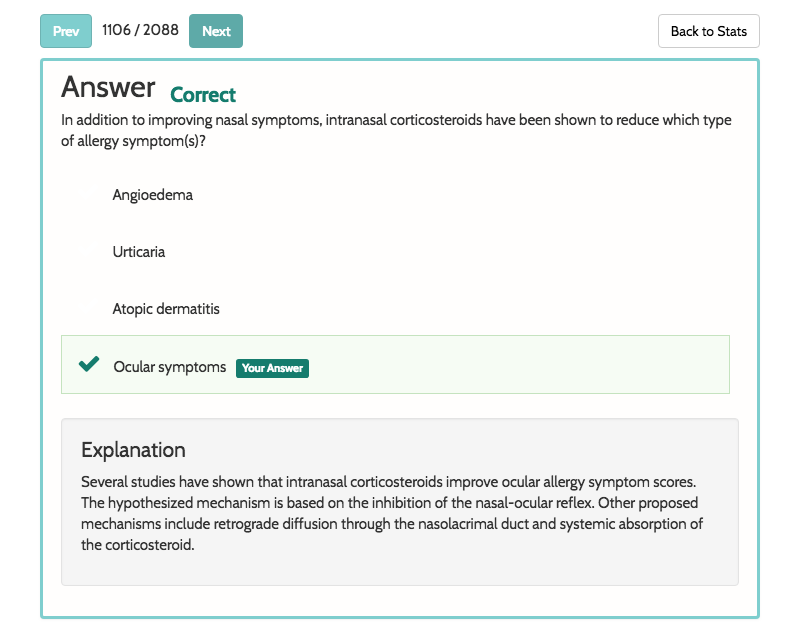 Prev 1106 / 2088 Next Back to Stats
Answer Correct
In addition to improving nasal symptoms, intranasal corticosteroids have been shown to reduce which type
of allergy symptom(s)?
Angioedema
Urticaria
Atopic dermatitis
Ocular symptoms Your Answer
Explanation
Several studies have shown that intranasal corticosteroids improve ocular allergy symptom scores.
The hypothesized mechanism is based on the inhibition of the nasal-ocular reflex. Other proposed
mechanisms include retrograde diffusion through the nasolacrimal duct and systemic absorption of
the corticosteroid.